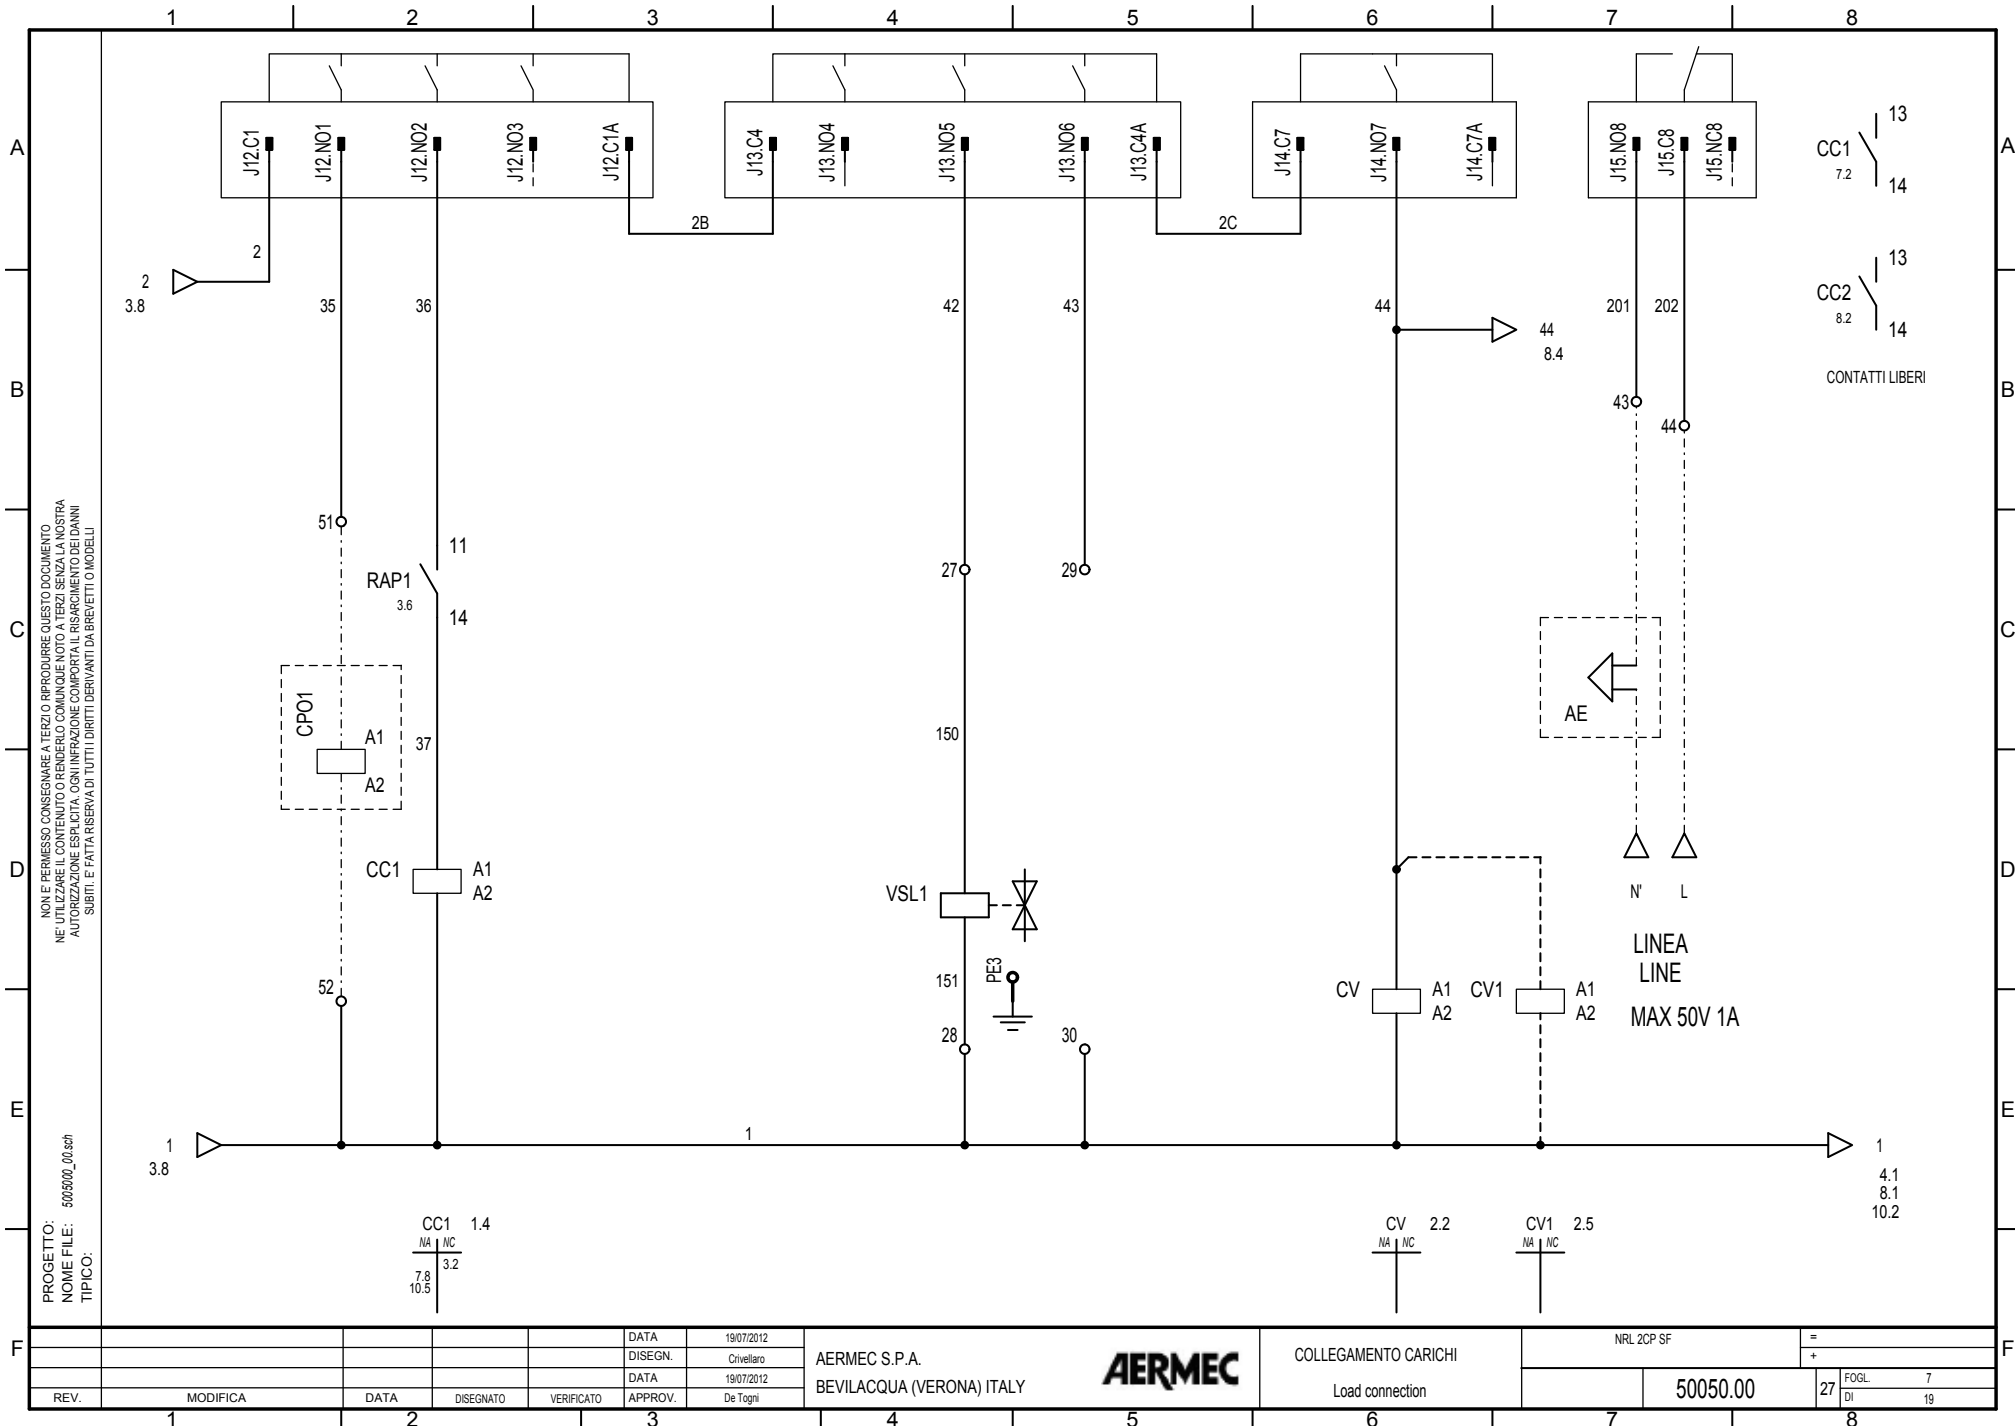 1 2 3 4 5 6 7 8
A A
J12.C1 J12.NO1 J12.NO2 J12.NO3 J12.C1A
J13.C4 J13.NO4 J13.NO5 J13.NO6 J13.C4A
J14.C7 J14.NO7 J14.C7A
J15.NO8 J15.C8 J15.NC8
13
CC1
7.2
14
2B
2C
2
2
3.8
13
CC2
8.2
14
35 36 42 43 44 201 202
44
8.4
CONTATTI LIBERI
B B
43
44
51
11
RAP1
3.6
14
27 29
C C
CPO1
A1
A2
37
150
AE
D D
CC1 A1
A2
VSL1
N' L
LINEA
LINE
MAX 50V 1A
52
151
PE3
CV A1
A2
CV1 A1
A2
28 30
E E
1
3.8
1
1
4.1
8.1
10.2
CC1 1.4
NA NC
3.2
7.8
10.5
CV 2.2
NA NC
CV1 2.5
NA NC
NON E' PERMESSO CONSEGNARE A TERZI O RIPRODURRE QUESTO DOCUMENTO
NE' UTILIZZARE IL CONTENUTO O RENDERLO COMUNQUE NOTO A TERZI SENZA LA NOSTRA
AUTORIZZAZIONE ESPLICITA. OGNI INFRAZIONE COMPORTA IL RISARCIMENTO DEI DANNI
SUBITI. E' FATTA RISERVA DI TUTTI I DIRITTI DERIVANTI DA BREVETTI O MODELLI
PROGETTO:
NOME FILE: 5005000_00.sch
TIPICO:
F F
DATA 19/07/2012
DISEGN. Crivellaro
DATA 19/07/2012
REV. MODIFICA DATA DISEGNATO VERIFICATO APPROV. De Togni
AERMEC S.P.A.
BEVILACQUA (VERONA) ITALY
AERMEC
COLLEGAMENTO CARICHI
Load connection
NRL 2CP SF
50050.00
=
+
27
FOGL. 7
DI 19
1 2 3 4 5 6 7 8